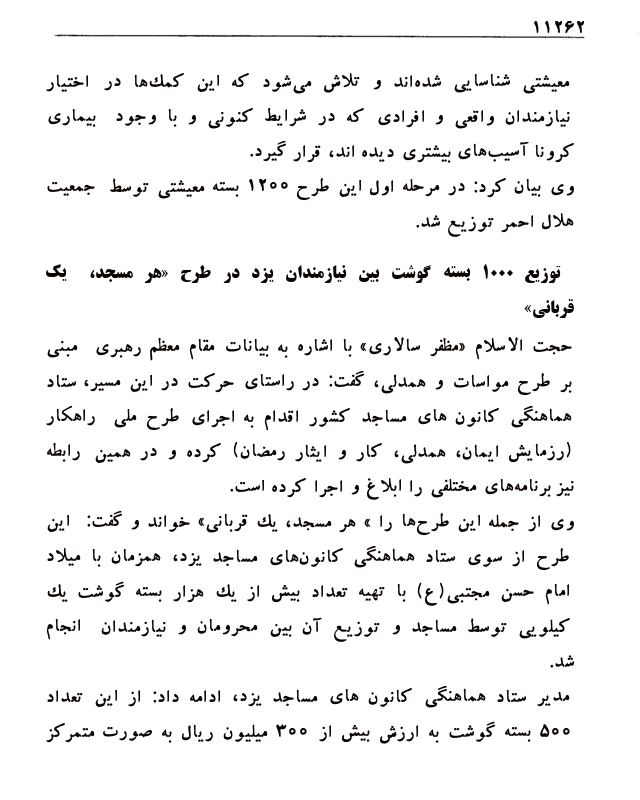 ۱۱۲۶۲
معیشتی شناسایی شده‌اند و تلاش می‌شود که این کمك‌ها در اختیار
نیازمندان واقعی و افرادی که در شرایط کنونی و با وجود بیماری
کرونا آسیب‌های بیشتری دیده اند، قرار گیرد.
وی بیان کرد: در مرحله اول این طرح ۱۲۰۰ بسته معیشتی توسط جمعیت
هلال احمر توزیع شد.
توزیع ۱۰۰۰ بسته گوشت بین نیازمندان یزد در طرح «هر مسجد، یک
قربانی»
حجت الاسلام «مظفر سالاری» با اشاره به بیانات مقام معظم رهبری مبنی
بر طرح مواسات و همدلی، گفت: در راستای حرکت در این مسیر، ستاد
هماهنگی کانون های مساجد کشور اقدام به اجرای طرح ملی راهکار
(رزمایش ایمان، همدلی، کار و ایثار رمضان) کرده و در همین رابطه
نیز برنامه‌های مختلفی را ابلاغ و اجرا کرده است.
وی از جمله این طرح‌ها را » هر مسجد، یك قربانی» خواند و گفت: این
طرح از سوی ستاد هماهنگی کانون‌های مساجد یزد، همزمان با میلاد
امام حسن مجتبی(ع) با تهیه تعداد بیش از یك هزار بسته گوشت یك
کیلویی توسط مساجد و توزیع آن بین محرومان و نیازمندان انجام
شد.
مدیر ستاد هماهنگی کانون های مساجد یزد، ادامه داد: از این تعداد
۵۰۰ بسته گوشت به ارزش بیش از ۳۰۰ میلیون ریال به صورت متمرکز